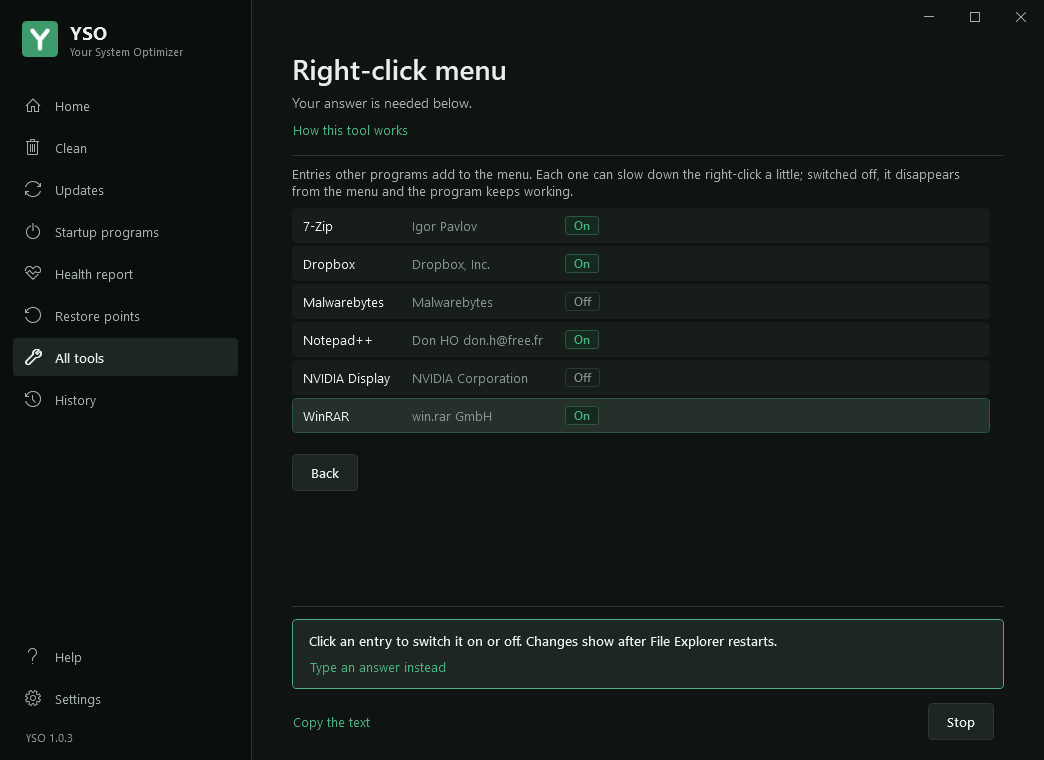 Y
YSO
Your System Optimizer
Home
Clean
Updates
Startup programs
Health report
Restore points
All tools
History
Help
Settings
YSO 1.0.3
Right-click menu
Your answer is needed below.
How this tool works
Entries other programs add to the menu. Each one can slow down the right-click a little; switched off, it disappears
from the menu and the program keeps working.
7-Zip Igor Pavlov On
Dropbox Dropbox, Inc. On
Malwarebytes Malwarebytes Off
Notepad++ Don HO don.h@free.fr On
NVIDIA Display NVIDIA Corporation Off
WinRAR win.rar GmbH On
Back
Click an entry to switch it on or off. Changes show after File Explorer restarts.
Type an answer instead
Copy the text
Stop